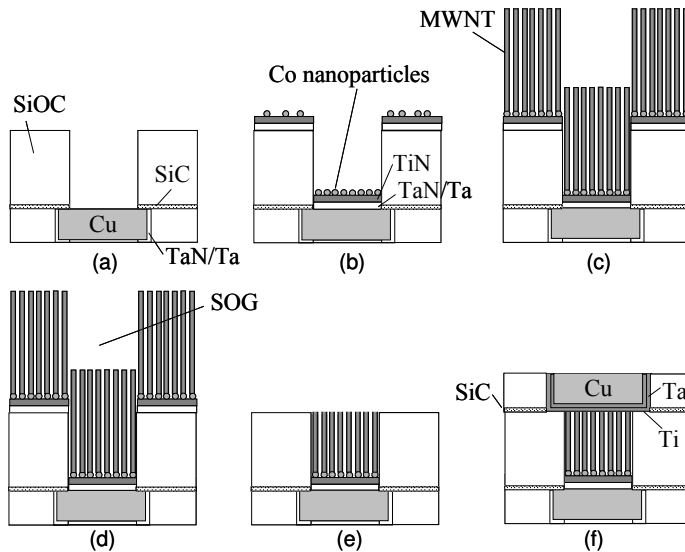 SiOC
SiC
Cu
TaN/Ta
(a)
Co nanoparticles
TiN
TaN/Ta
(b)
MWNT
(c)
SOG
(d)
(e)
SiC
Cu
Ta
Ti
(f)